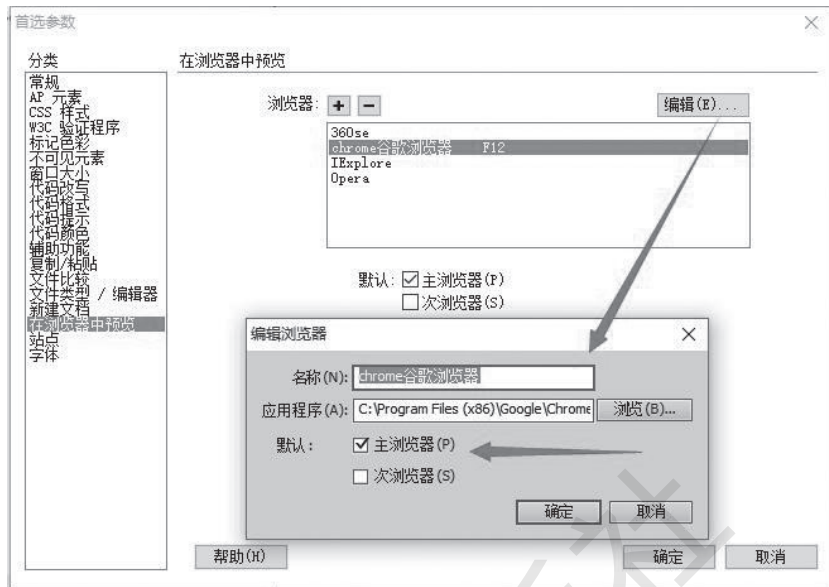 首选参数
分类
在浏览器中预览
常规
AP 元素
CSS 样式
W3C 验证程序
标记色彩
不可见元素
窗口大小
代码改写
代码格式
代码提示
代码颜色
辅助功能
复制/粘贴
文件比较
文件类型 / 编辑器
新建文档
在浏览器中预览
站点
字体
浏览器: + −
编辑(E)...
360se
chrome谷歌浏览器 F12
IExplore
Opera
默认: 主浏览器(P)
次浏览器(S)
编辑浏览器
名称(N): chrome谷歌浏览器
应用程序(A): C:\Program Files (x86)\Google\Chrome 浏览(B)...
默认: 主浏览器(P)
次浏览器(S)
确定 取消
帮助(H) 确定 取消